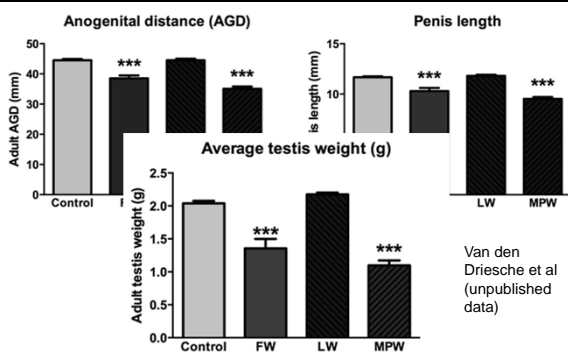 Anogenital distance (AGD)
50
40
30
20
10
0
Adult AGD (mm)
***
***
Control
Penis length
15
10
length (mm)
***
***
LW
MPW
Average testis weight (g)
2.5
2.0
1.5
1.0
0.5
0.0
Adult testis weight (g)
***
***
Control
FW
LW
MPW
Van den
Driesche et al
(unpublished
data)